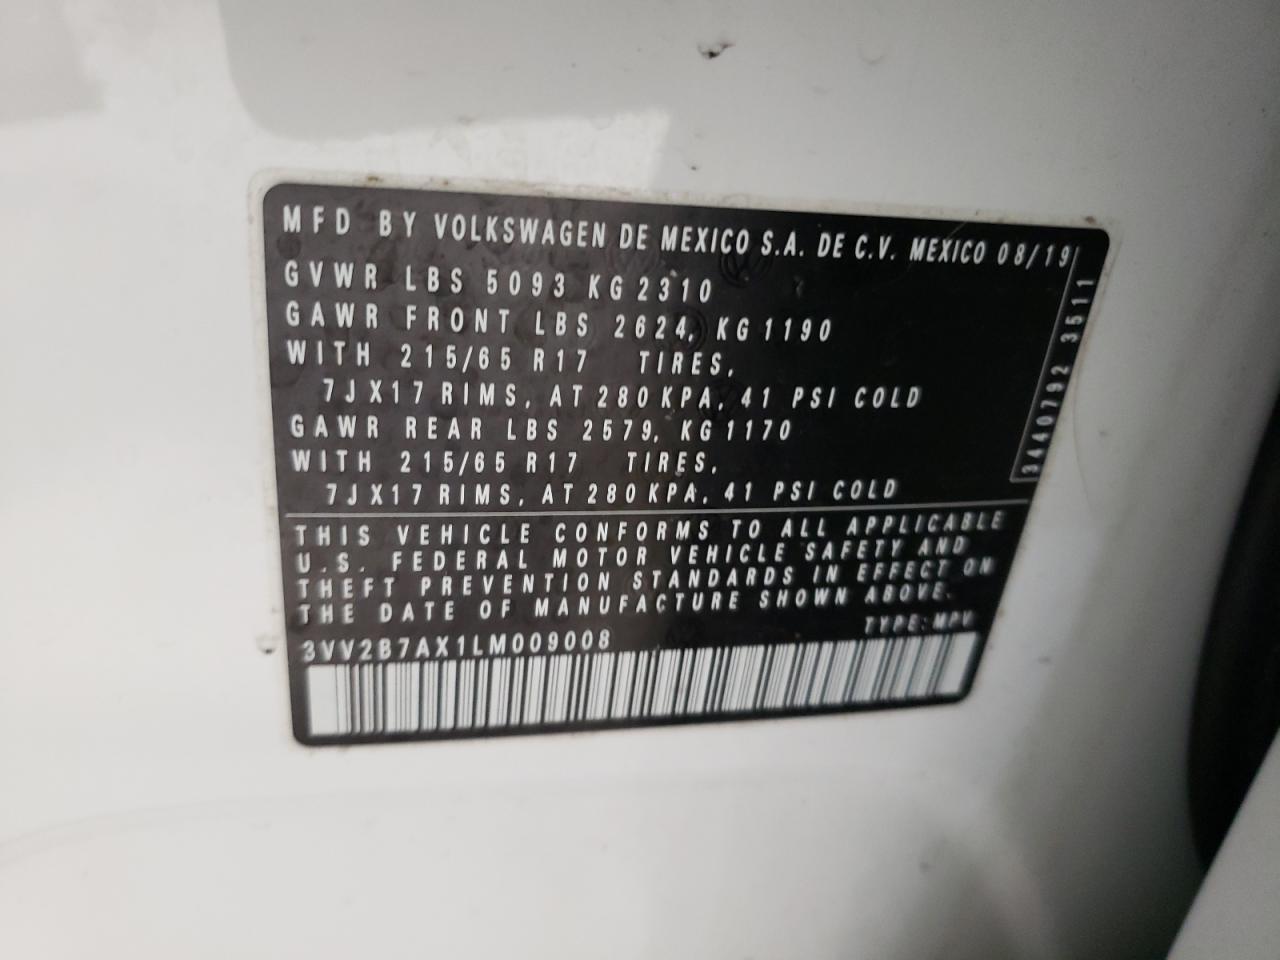 MFD BY VOLKSWAGEN DE MEXICO S.A. DE C.V. MEXICO 08/19
GVWR LBS 5093 KG 2310
GAWR FRONT LBS 2624, KG 1190
WITH 215/65 R17 TIRES,
7JX17 RIMS, AT 280 KPA, 41 PSI COLD
GAWR REAR LBS 2579, KG 1170
WITH 215/65 R17 TIRES,
7JX17 RIMS, AT 280 KPA, 41 PSI COLD
3440792 3511
THIS VEHICLE CONFORMS TO ALL APPLICABLE
U.S. FEDERAL MOTOR VEHICLE SAFETY AND
THEFT PREVENTION STANDARDS IN EFFECT ON
THE DATE OF MANUFACTURE SHOWN ABOVE.
TYPE: MPV
3VV2B7AX1LM009008